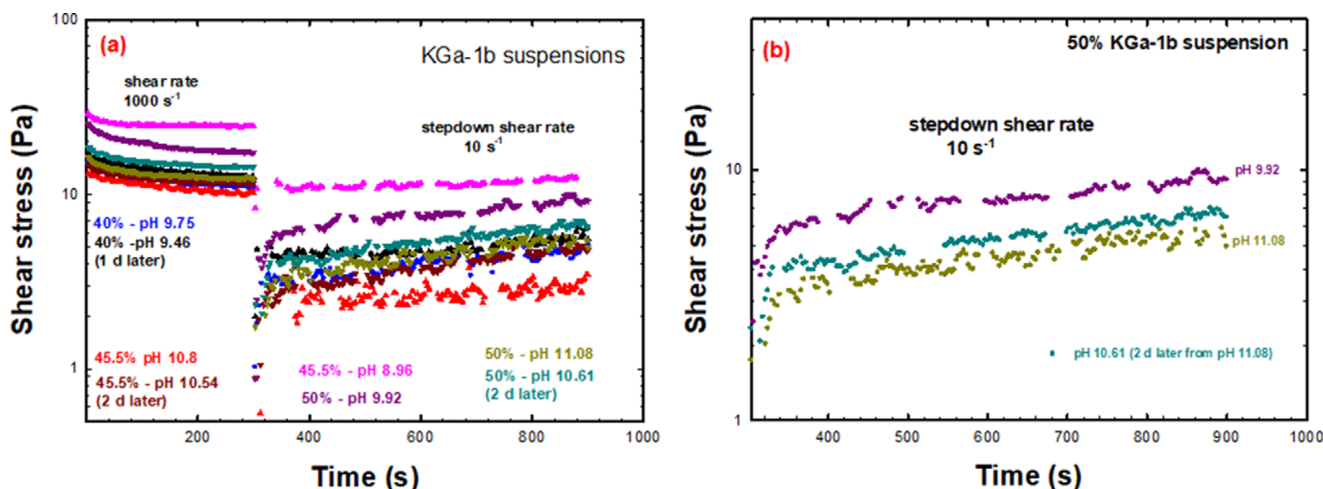 (a)
KGa-1b suspensions
shear rate
1000 s⁻¹
stepdown shear rate
10 s⁻¹
40% - pH 9.75
40% -pH 9.46
(1 d later)
45.5% pH 10.8
45.5% - pH 10.54
(2 d later)
45.5% - pH 8.96
50% - pH 9.92
50% - pH 11.08
50% - pH 10.61
(2 d later)
Shear stress (Pa)
100
10
1
200
400
600
800
1000
Time (s)
(b)
50% KGa-1b suspension
stepdown shear rate
10 s⁻¹
pH 9.92
pH 11.08
pH 10.61 (2 d later from pH 11.08)
Shear stress (Pa)
10
1
400
500
600
700
800
900
1000
Time (s)